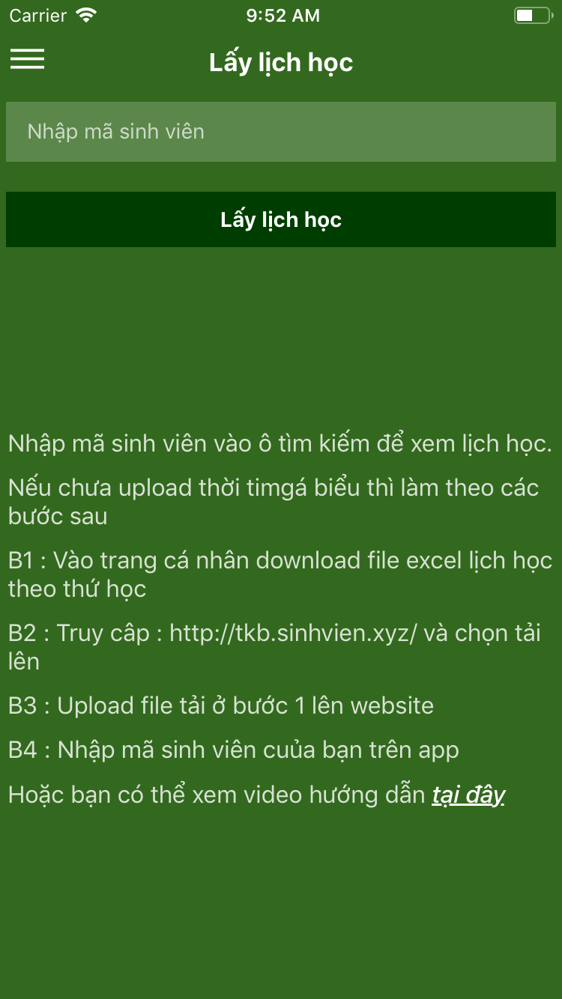 Carrier 9:52 AM
Lấy lịch học
Nhập mã sinh viên
Lấy lịch học
Nhập mã sinh viên vào ô tìm kiếm để xem lịch học.
Nếu chưa upload thời timgá biểu thì làm theo các
bước sau
B1 : Vào trang cá nhân download file excel lịch học
theo thứ học
B2 : Truy câp : http://tkb.sinhvien.xyz/ và chọn tải
lên
B3 : Upload file tải ở bước 1 lên website
B4 : Nhập mã sinh viên cuủa bạn trên app
Hoặc bạn có thể xem video hướng dẫn tại đây